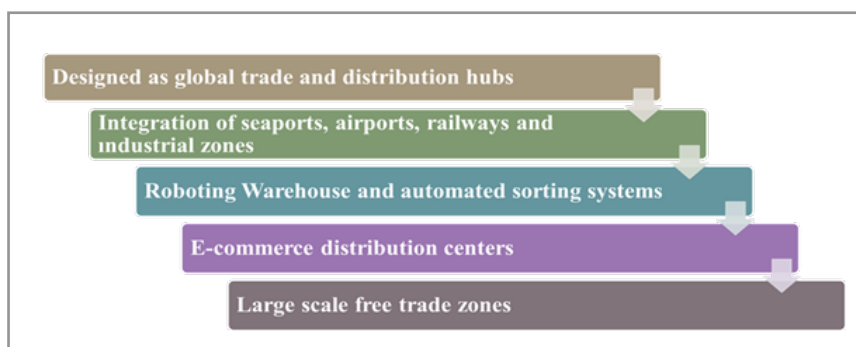 Designed as global trade and distribution hubs
Integration of seaports, airports, railways and
industrial zones
Roboting Warehouse and automated sorting systems
E-commerce distribution centers
Large scale free trade zones